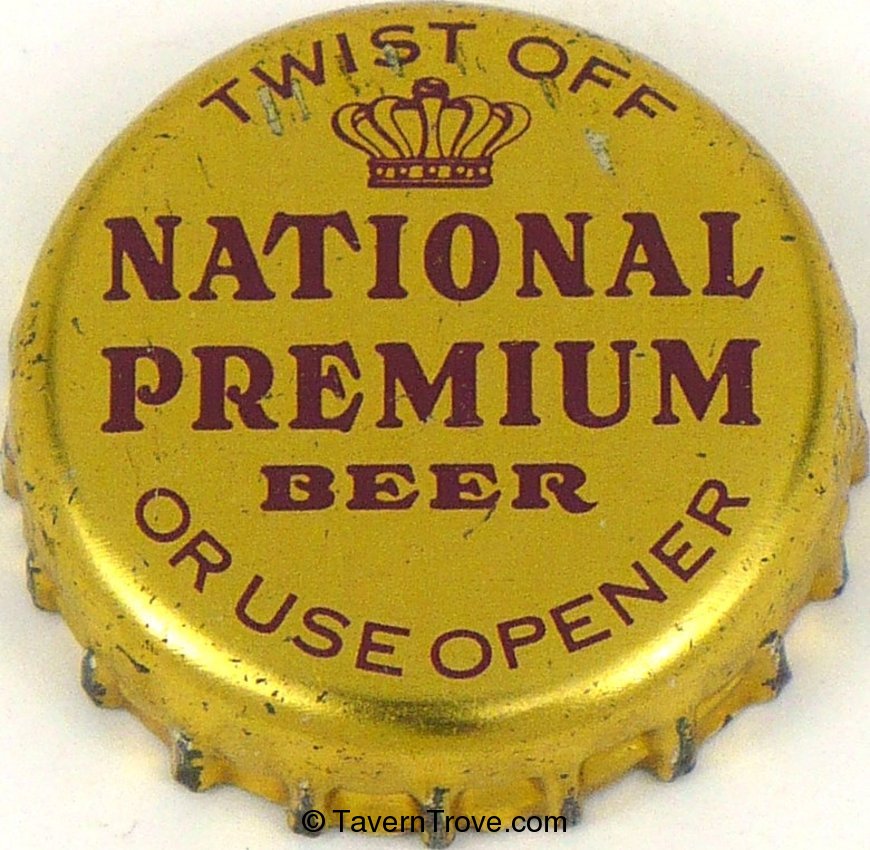 TWIST OFF
NATIONAL
PREMIUM
BEER
OR USE OPENER
© TavernTrove.com